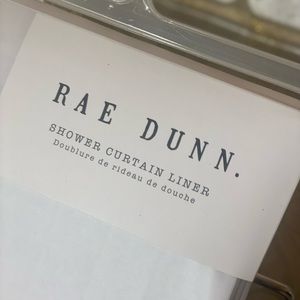 RAE DUNN.
SHOWER CURTAIN LINER
Doublure de rideau de douche